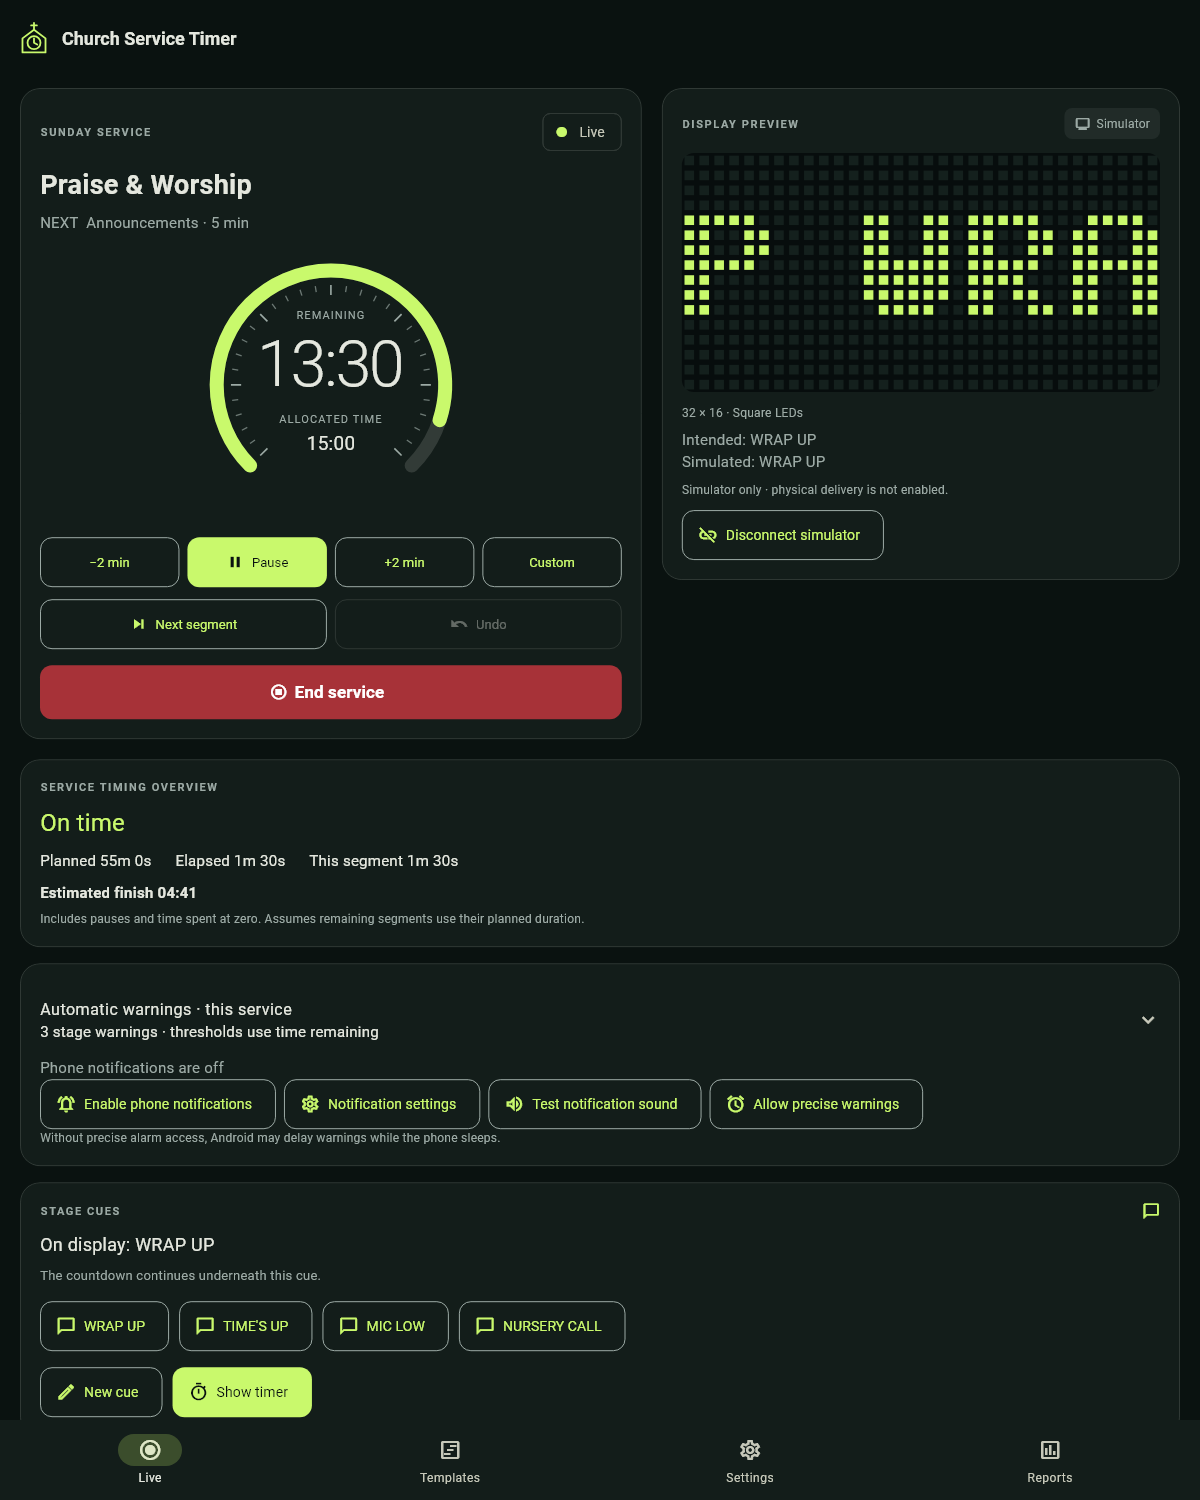 Church Service Timer
SUNDAY SERVICE
Live
Praise & Worship
NEXT Announcements · 5 min
REMAINING
13:30
ALLOCATED TIME
15:00
−2 min
Pause
+2 min
Custom
Next segment
Undo
End service
DISPLAY PREVIEW
Simulator
P WRA
32 × 16 · Square LEDs
Intended: WRAP UP
Simulated: WRAP UP
Simulator only · physical delivery is not enabled.
Disconnect simulator
SERVICE TIMING OVERVIEW
On time
Planned 55m 0s Elapsed 1m 30s This segment 1m 30s
Estimated finish 04:41
Includes pauses and time spent at zero. Assumes remaining segments use their planned duration.
Automatic warnings · this service
3 stage warnings · thresholds use time remaining
Phone notifications are off
Enable phone notifications
Notification settings
Test notification sound
Allow precise warnings
Without precise alarm access, Android may delay warnings while the phone sleeps.
STAGE CUES
On display: WRAP UP
The countdown continues underneath this cue.
WRAP UP
TIME'S UP
MIC LOW
NURSERY CALL
New cue
Show timer
Live
Templates
Settings
Reports